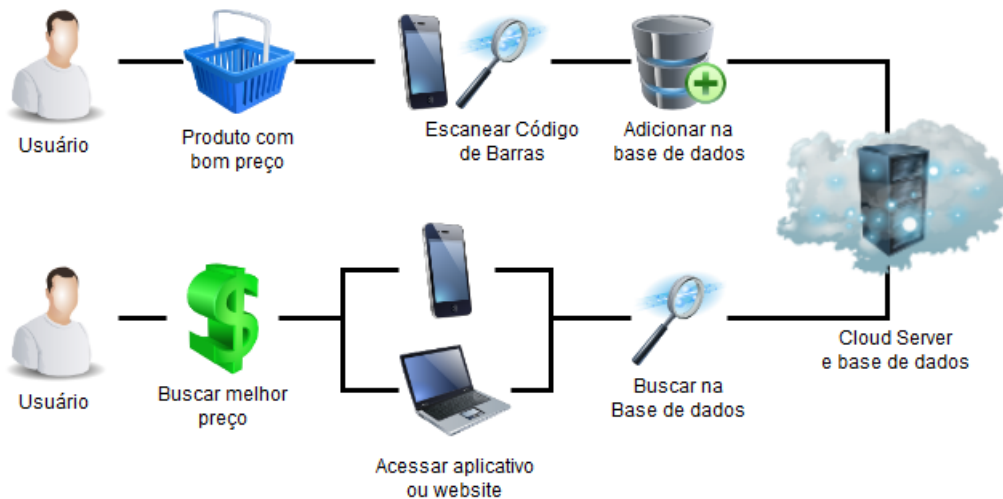 Usuário
Produto com
bom preço
Escanear Código
de Barras
Adicionar na
base de dados
Usuário
Buscar melhor
preço
Acessar aplicativo
ou website
Buscar na
Base de dados
Cloud Server
e base de dados